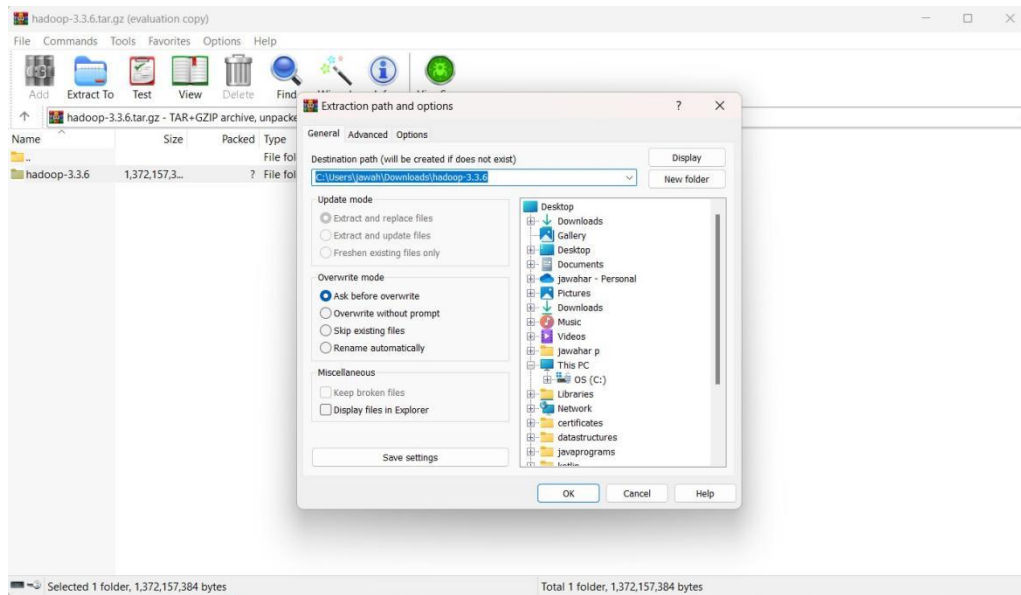 hadoop-3.3.6.tar.gz (evaluation copy)
File Commands Tools Favorites Options Help
Add Extract To Test View Delete Find
hadoop-3.3.6.tar.gz - TAR+GZIP archive, unpacke
Name Size Packed Type
.. File fol
hadoop-3.3.6 1,372,157,3... ? File fol
Extraction path and options ?
General Advanced Options
Destination path (will be created if does not exist)
C:\Users\jawah\Downloads\hadoop-3.3.6
Display
New folder
Update mode
Extract and replace files
Extract and update files
Freshen existing files only
Overwrite mode
Ask before overwrite
Overwrite without prompt
Skip existing files
Rename automatically
Miscellaneous
Keep broken files
Display files in Explorer
Save settings
Desktop
Downloads
Gallery
Desktop
Documents
jawahar - Personal
Pictures
Downloads
Music
Videos
jawahar p
This PC
OS (C:)
Libraries
Network
certificates
datastructures
javaprograms
OK Cancel Help
Selected 1 folder, 1,372,157,384 bytes
Total 1 folder, 1,372,157,384 bytes